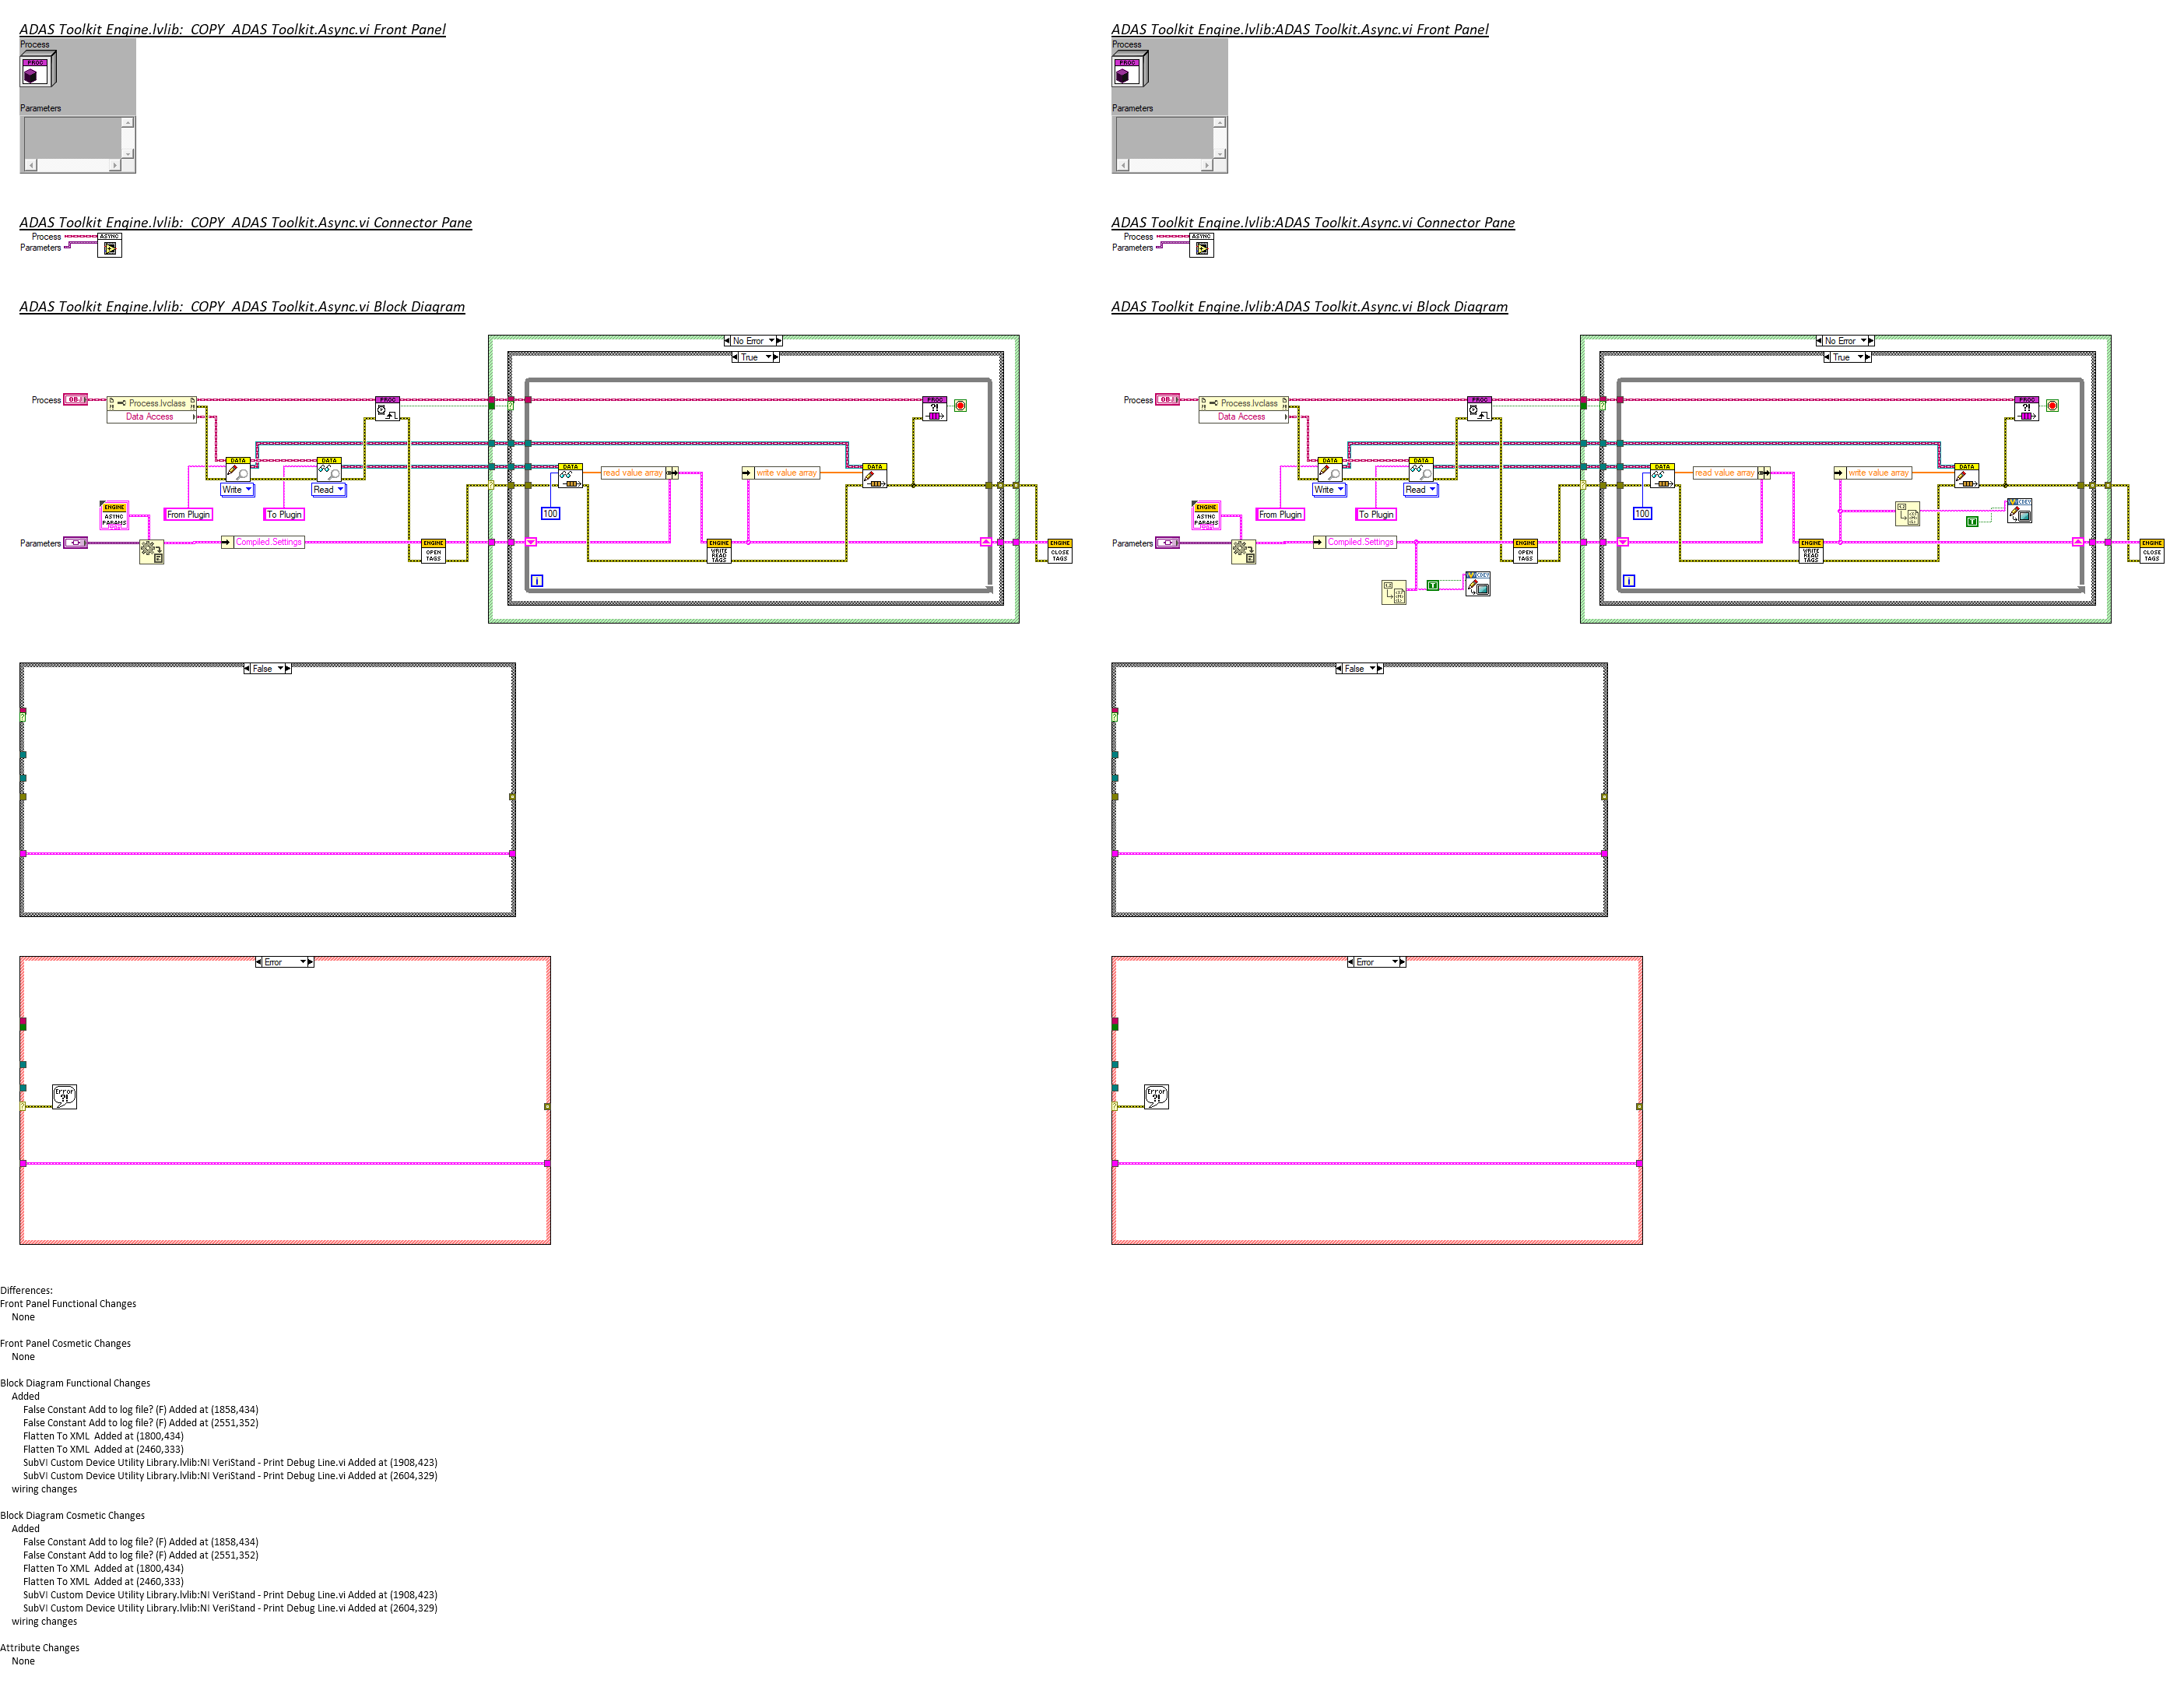 ADAS Toolkit Engine.lvlib:  COPY  ADAS Toolkit.Async.vi Front Panel
Process
PROC
Parameters
ADAS Toolkit Engine.lvlib:  COPY  ADAS Toolkit.Async.vi Connector Pane
Process
Parameters
ASYNC
ADAS Toolkit Engine.lvlib:  COPY  ADAS Toolkit.Async.vi Block Diagram
No Error
True
Process
OBJ
Process.lvclass
Data Access
PROC
PROC
?!
DATA
DATA
Write
Read
From Plugin
To Plugin
DATA
read value array
write value array
DATA
100
ENGINE
ASYNC
PARAMS
Parameters
Compiled.Settings
ENGINE
OPEN
TAGS
ENGINE
WRITE
READ
TAGS
ENGINE
CLOSE
TAGS
i
False
Error
Error
?!
ADAS Toolkit Engine.lvlib:ADAS Toolkit.Async.vi Front Panel
Process
PROC
Parameters
ADAS Toolkit Engine.lvlib:ADAS Toolkit.Async.vi Connector Pane
Process
Parameters
ASYNC
ADAS Toolkit Engine.lvlib:ADAS Toolkit.Async.vi Block Diagram
No Error
True
Process
OBJ
Process.lvclass
Data Access
PROC
PROC
?!
DATA
DATA
Write
Read
From Plugin
To Plugin
DATA
read value array
write value array
DATA
100
T
ENGINE
ASYNC
PARAMS
Parameters
Compiled.Settings
T
ENGINE
OPEN
TAGS
ENGINE
WRITE
READ
TAGS
ENGINE
CLOSE
TAGS
i
False
Error
Error
?!
Differences:
Front Panel Functional Changes
None
Front Panel Cosmetic Changes
None
Block Diagram Functional Changes
Added
False Constant Add to log file? (F) Added at (1858,434)
False Constant Add to log file? (F) Added at (2551,352)
Flatten To XML  Added at (1800,434)
Flatten To XML  Added at (2460,333)
SubVI Custom Device Utility Library.lvlib:NI VeriStand - Print Debug Line.vi Added at (1908,423)
SubVI Custom Device Utility Library.lvlib:NI VeriStand - Print Debug Line.vi Added at (2604,329)
wiring changes
Block Diagram Cosmetic Changes
Added
False Constant Add to log file? (F) Added at (1858,434)
False Constant Add to log file? (F) Added at (2551,352)
Flatten To XML  Added at (1800,434)
Flatten To XML  Added at (2460,333)
SubVI Custom Device Utility Library.lvlib:NI VeriStand - Print Debug Line.vi Added at (1908,423)
SubVI Custom Device Utility Library.lvlib:NI VeriStand - Print Debug Line.vi Added at (2604,329)
wiring changes
Attribute Changes
None